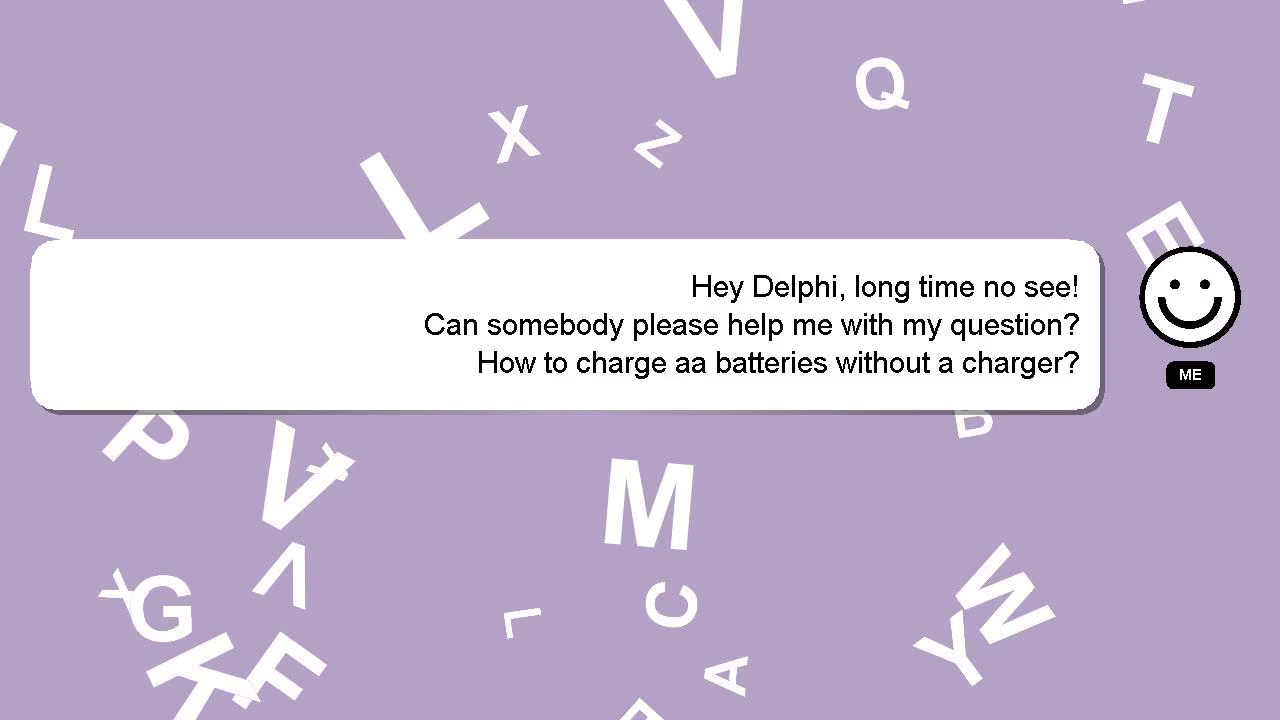 V
Q
T
X
Z
L
L
E
Hey Delphi, long time no see!
Can somebody please help me with my question?
How to charge aa batteries without a charger?
ME
P
V
M
V
X
G
L
C
W
Y
K
F
A